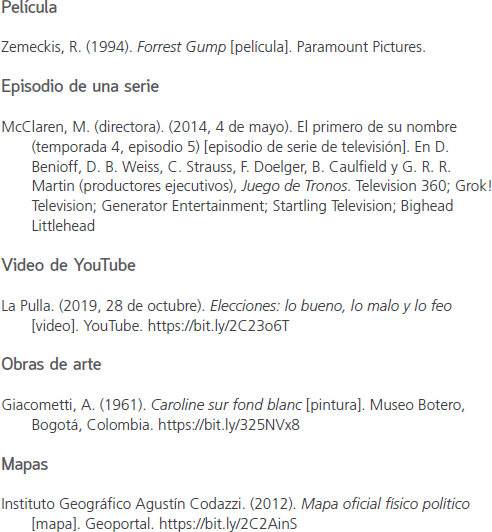 Película
Zemeckis, R. (1994). Forrest Gump [película]. Paramount Pictures.
Episodio de una serie
McClaren, M. (directora). (2014, 4 de mayo). El primero de su nombre
(temporada 4, episodio 5) [episodio de serie de televisión]. En D.
Benioff, D. B. Weiss, C. Strauss, F. Doelger, B. Caulfield y G. R. R.
Martin (productores ejecutivos), Juego de Tronos. Television 360; Grok!
Television; Generator Entertainment; Startling Television; Bighead
Littlehead
Video de YouTube
La Pulla. (2019, 28 de octubre). Elecciones: lo bueno, lo malo y lo feo
[video]. YouTube. https://bit.ly/2C23o6T
Obras de arte
Giacometti, A. (1961). Caroline sur fond blanc [pintura]. Museo Botero,
Bogotá, Colombia. https://bit.ly/325NVx8
Mapas
Instituto Geográfico Agustín Codazzi. (2012). Mapa oficial físico politico
[mapa]. Geoportal. https://bit.ly/2C2AinS